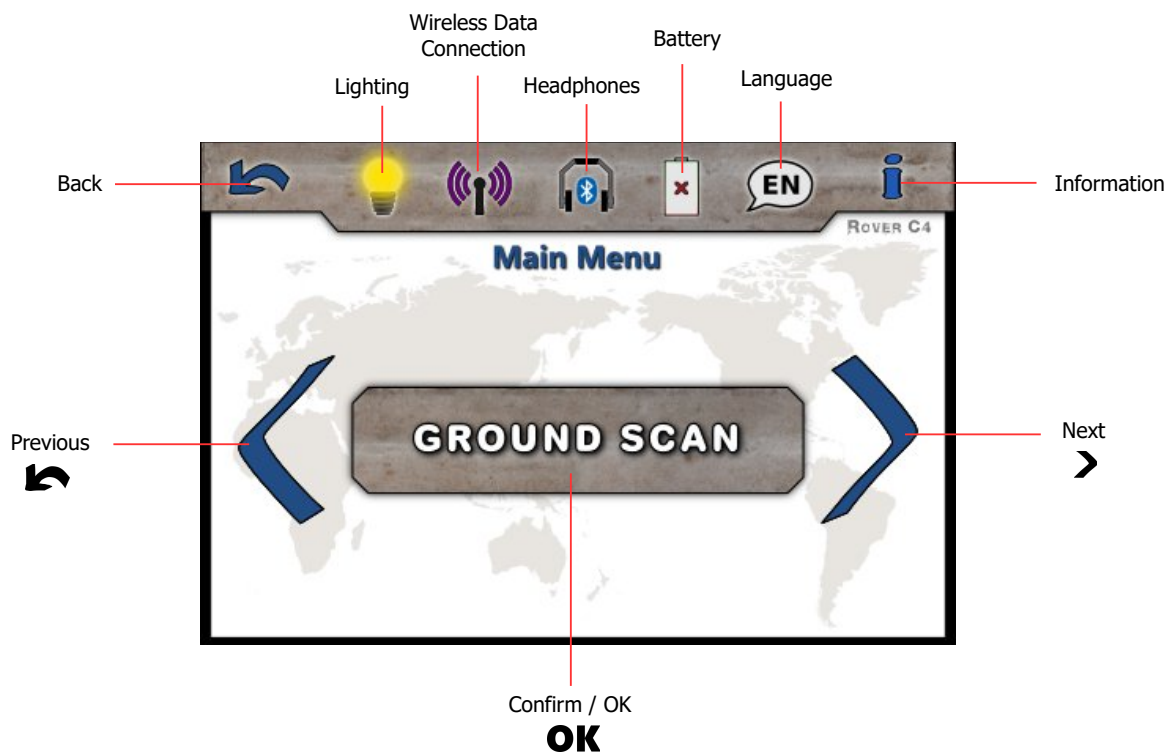 Wireless Data
Connection
Battery
Lighting
Headphones
Language
Back
EN
Information
ROVER C4
Main Menu
Previous
GROUND SCAN
Next
Confirm / OK
OK